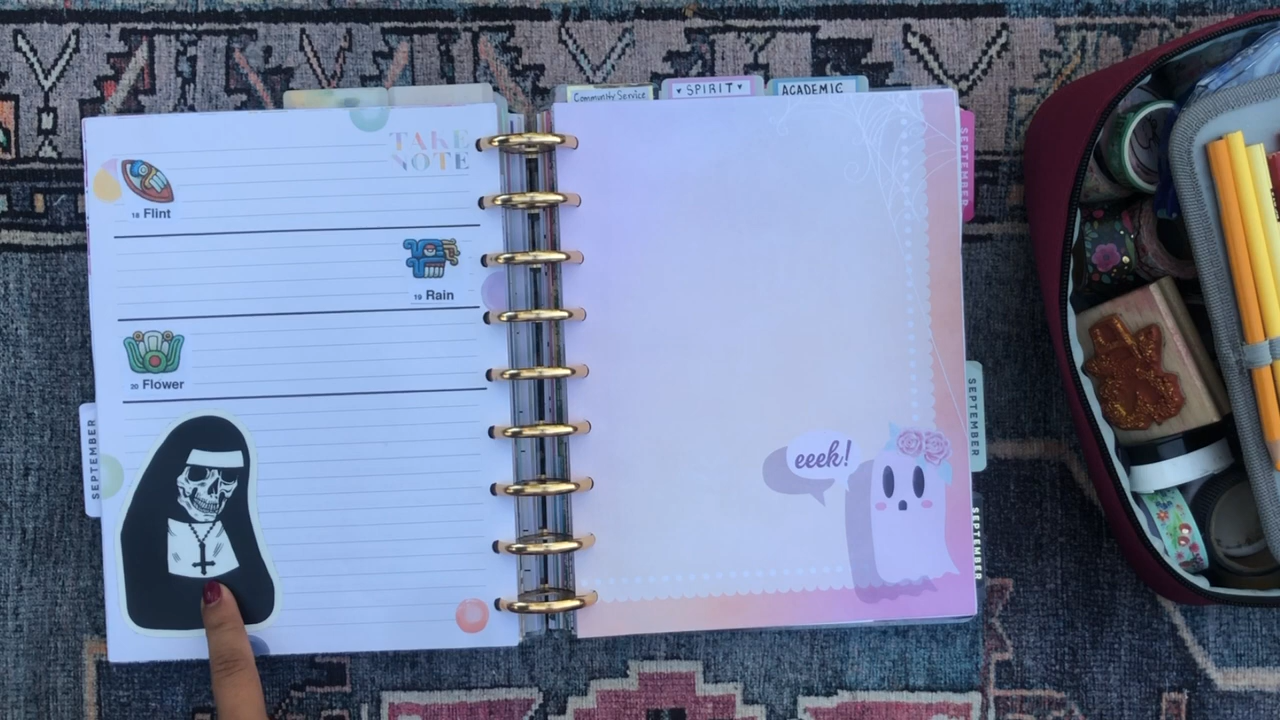 Community Service
♥ SPIRIT ♥
ACADEMIC
TAKE
NOTE
18 Flint
19 Rain
20 Flower
SEPTEMBER
eeek!
SEPTEMBER
SEPTEMBER
SEPTEMBER